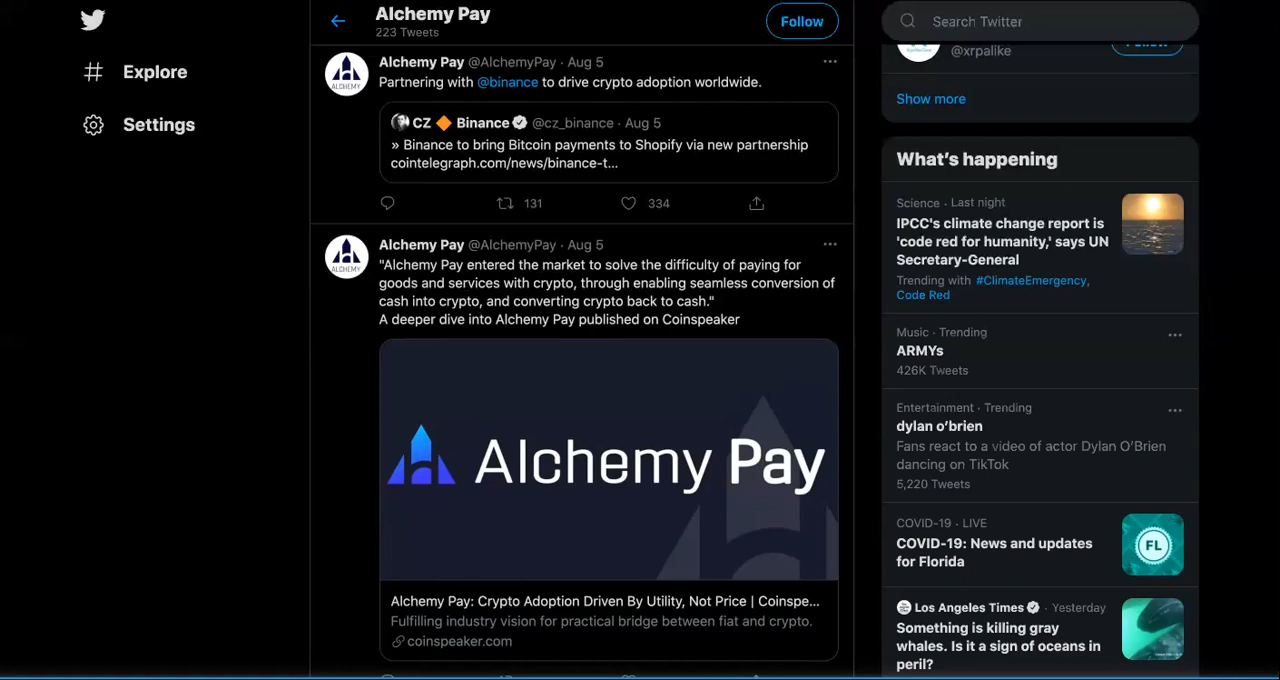 Explore
Settings
Alchemy Pay
223 Tweets
Follow
Alchemy Pay @AlchemyPay · Aug 5
Partnering with @binance to drive crypto adoption worldwide.
CZ 🔶 Binance @cz_binance · Aug 5
» Binance to bring Bitcoin payments to Shopify via new partnership
cointelegraph.com/news/binance-t...
131
334
Alchemy Pay @AlchemyPay · Aug 5
"Alchemy Pay entered the market to solve the difficulty of paying for
goods and services with crypto, through enabling seamless conversion of
cash into crypto, and converting crypto back to cash."
A deeper dive into Alchemy Pay published on Coinspeaker
Alchemy Pay
Alchemy Pay: Crypto Adoption Driven By Utility, Not Price | Coinspe...
Fulfilling industry vision for practical bridge between fiat and crypto.
coinspeaker.com
ALCHEMY
ALCHEMY
Search Twitter
@xrpalike
Follow
Show more
What's happening
Science · Last night
IPCC's climate change report is
'code red for humanity,' says UN
Secretary-General
Trending with #ClimateEmergency,
Code Red
Music · Trending
ARMYs
426K Tweets
Entertainment · Trending
dylan o'brien
Fans react to a video of actor Dylan O'Brien
dancing on TikTok
5,220 Tweets
COVID-19 · LIVE
COVID-19: News and updates
for Florida
FL
Los Angeles Times · Yesterday
Something is killing gray
whales. Is it a sign of oceans in
peril?